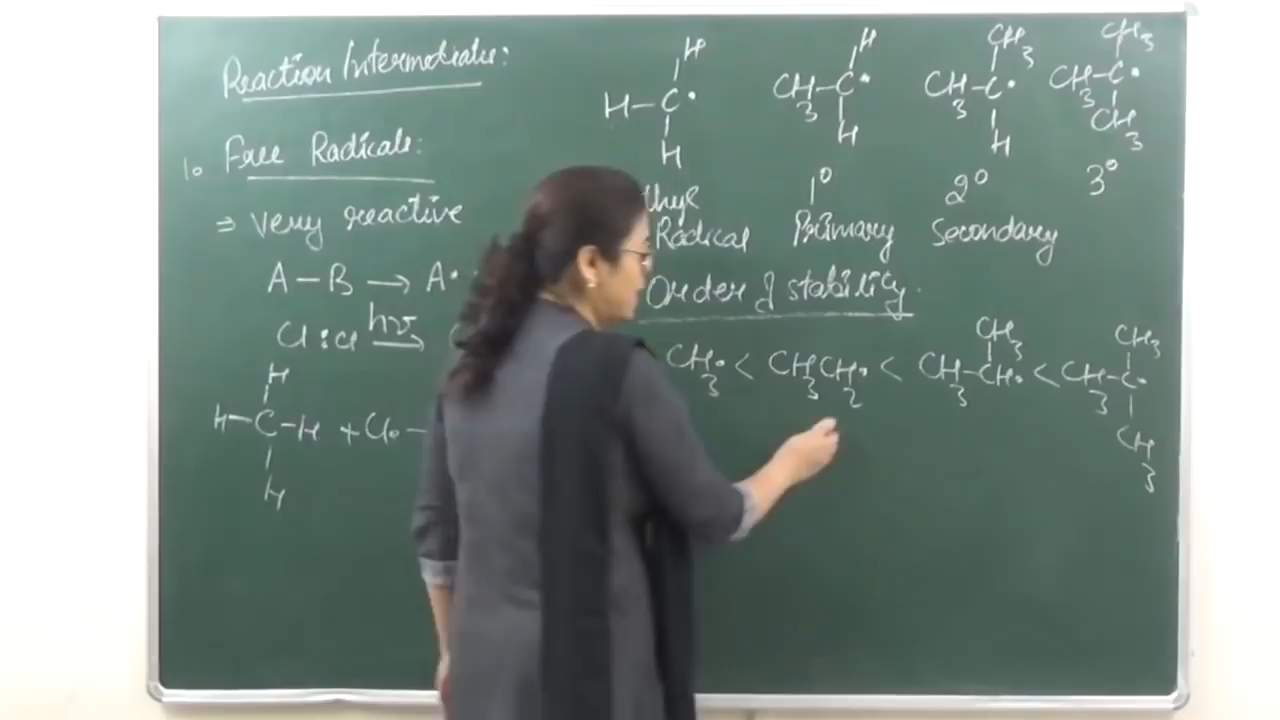 Reaction Intermediates:
1. Free Radicals:
⇒ Very reactive
A – B → A•
Cl : Cl hν →
H
H–C–H + Cl• –
H
H
H–C•
H
H
CH3–C•
H
CH3
CH3–C•
H
CH3
CH3–C•
CH3
1° 2° 3°
thyl
Radical Primary Secondary
Order of stability.
CH3• < CH3CH2• < CH3–CH• < CH3–C•
CH3 CH3
CH3